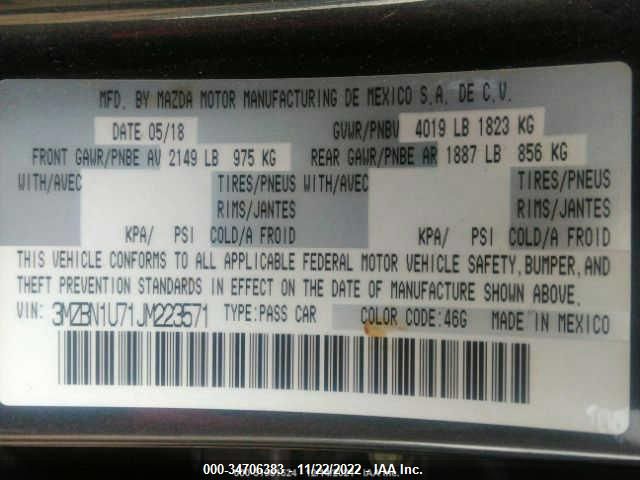 MFD. BY MAZDA MOTOR MANUFACTURING DE MEXICO S.A. DE C.V.
DATE 05/18 GVWR/PNBV 4019 LB 1823 KG
FRONT GAWR/PNBE AV 2149 LB 975 KG REAR GAWR/PNBE AR 1887 LB 856 KG
WITH/AVEC TIRES/PNEUS WITH/AVEC TIRES/PNEUS
RIMS/JANTES RIMS/JANTES
KPA/ PSI COLD/A FROID KPA/ PSI COLD/A FROID
THIS VEHICLE CONFORMS TO ALL APPLICABLE FEDERAL MOTOR VEHICLE SAFETY, BUMPER, AND
THEFT PREVENTION STANDARDS IN EFFECT ON THE DATE OF MANUFACTURE SHOWN ABOVE.
VIN: 3MZBN1U71JM223571 TYPE:PASS CAR COLOR CODE:46G MADE IN MEXICO
000-34706383 - 11/22/2022 - IAA Inc.